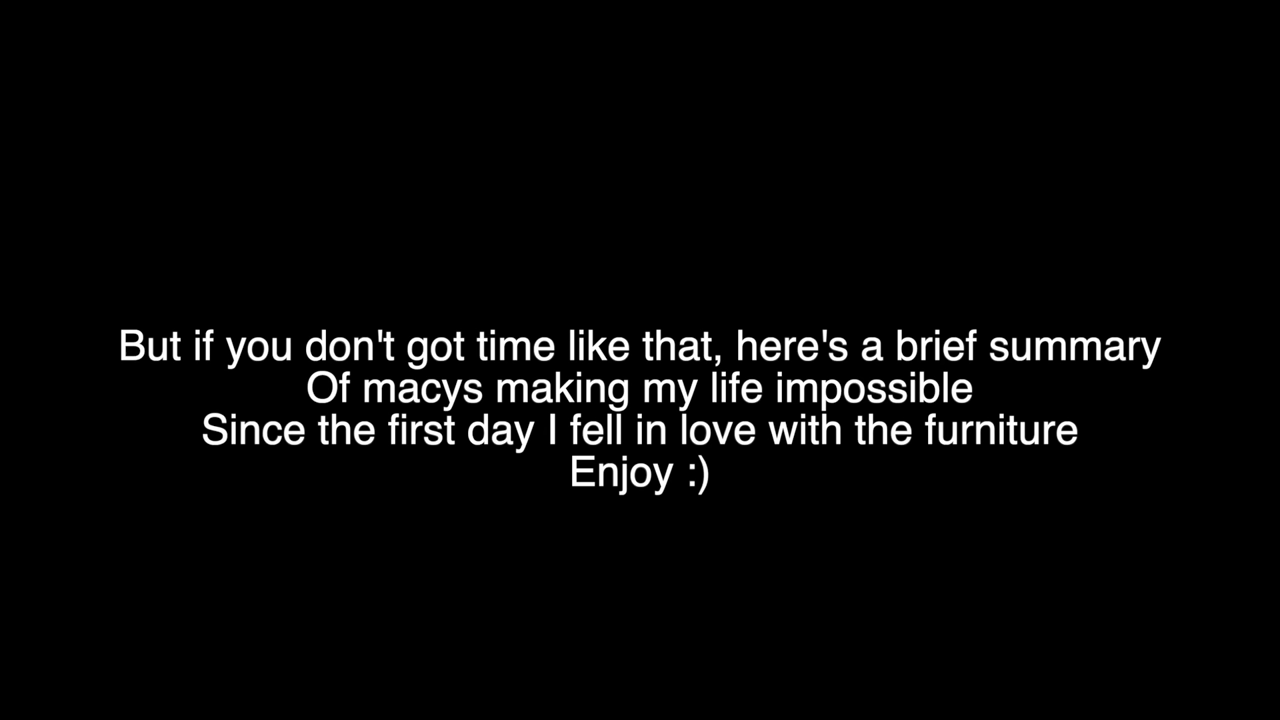 But if you don't got time like that, here's a brief summary
Of macys making my life impossible
Since the first day I fell in love with the furniture
Enjoy :)